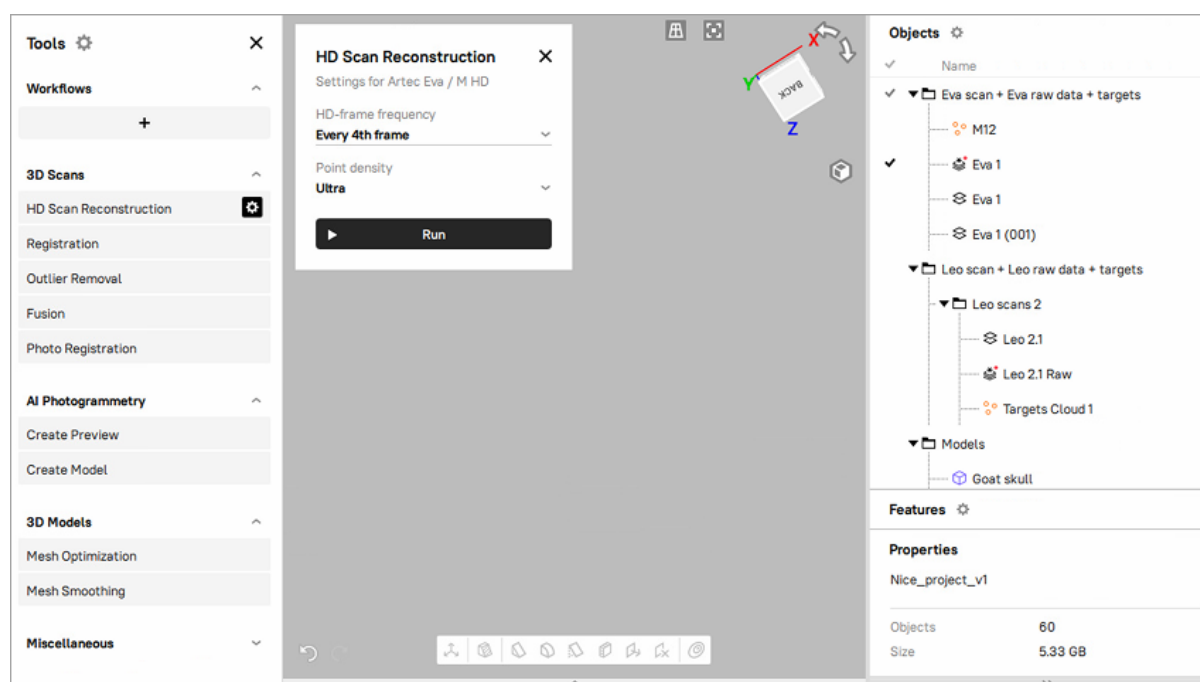 Tools
Workflows
+
3D Scans
HD Scan Reconstruction
Registration
Outlier Removal
Fusion
Photo Registration
AI Photogrammetry
Create Preview
Create Model
3D Models
Mesh Optimization
Mesh Smoothing
Miscellaneous
HD Scan Reconstruction
Settings for Artec Eva / M HD
HD-frame frequency
Every 4th frame
Point density
Ultra
Run
X
Y
BACK
Z
Objects
Name
Eva scan + Eva raw data + targets
M12
Eva 1
Eva 1
Eva 1 (001)
Leo scan + Leo raw data + targets
Leo scans 2
Leo 2.1
Leo 2.1 Raw
Targets Cloud 1
Models
Goat skull
Features
Properties
Nice_project_v1
Objects 60
Size 5.33 GB